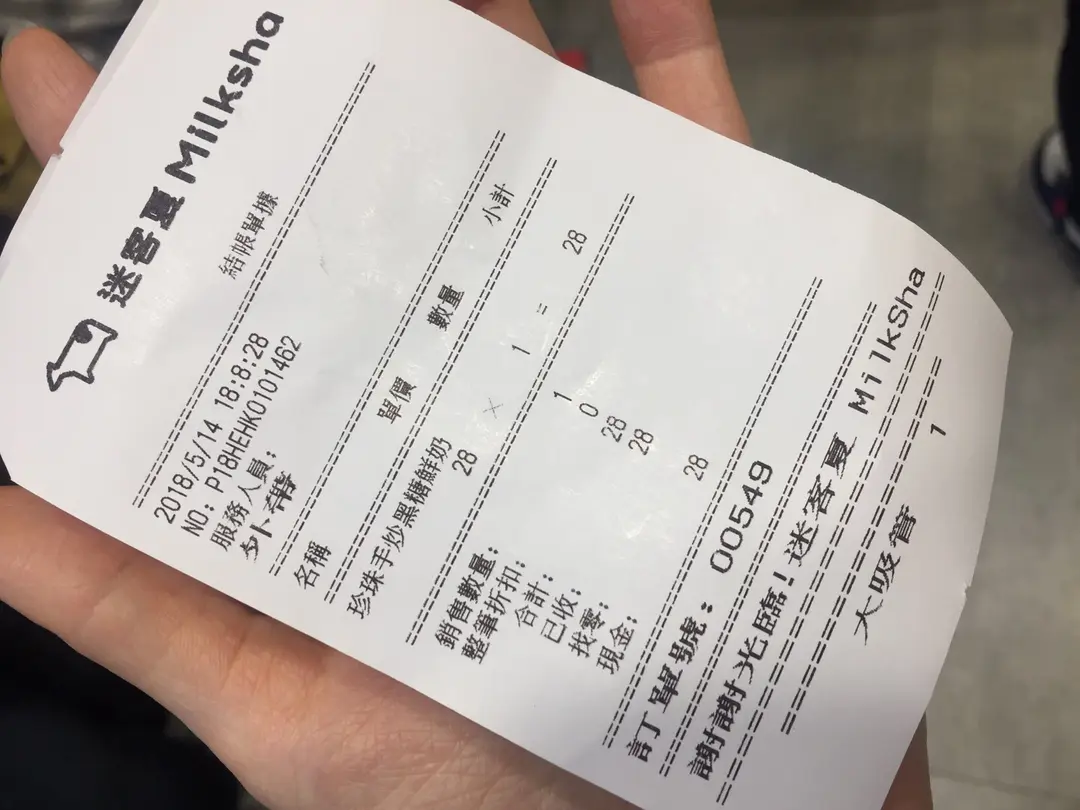 迷客夏 Milksha
結帳單據
2018/5/14 18:8:28
NO: P18HEHK0101462
服務人員:
外帶
名稱 單價 數量 小計
珍珠手炒黑糖鮮奶
28 × 1 = 28
銷售數量: 1
整筆折扣: 0
合計: 28
已收: 28
找零:
現金: 28
訂單號: 00549
謝謝光臨!迷客夏 MilkSha
大吸管 1